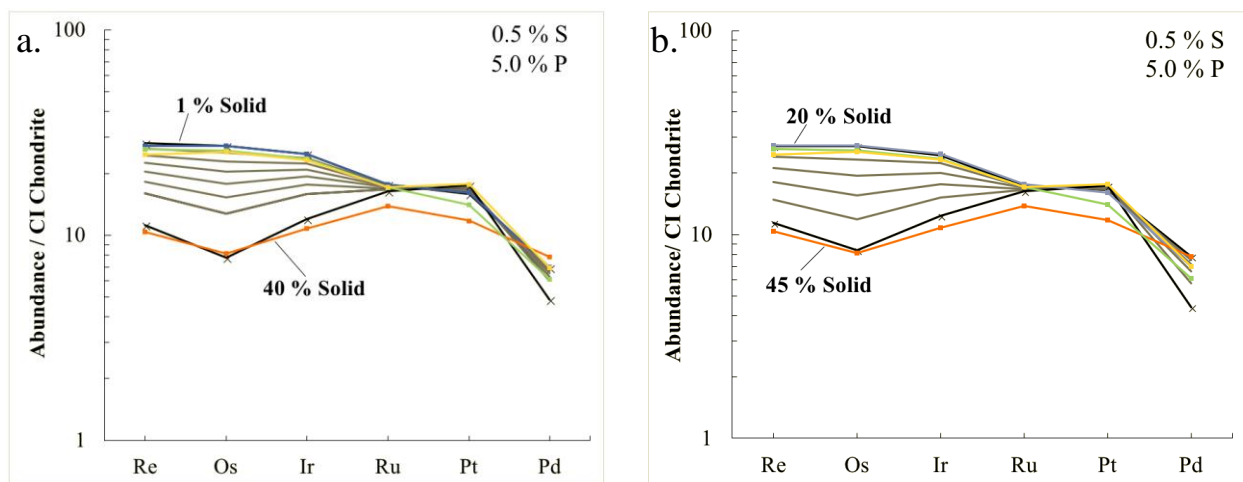 a.
100
0.5 % S
5.0 % P
1 % Solid
10
40 % Solid
1
Abundance / CI Chondrite
Re Os Ir Ru Pt Pd
b.
100
0.5 % S
5.0 % P
20 % Solid
10
45 % Solid
1
Abundance/ CI Chondrite
Re Os Ir Ru Pt Pd